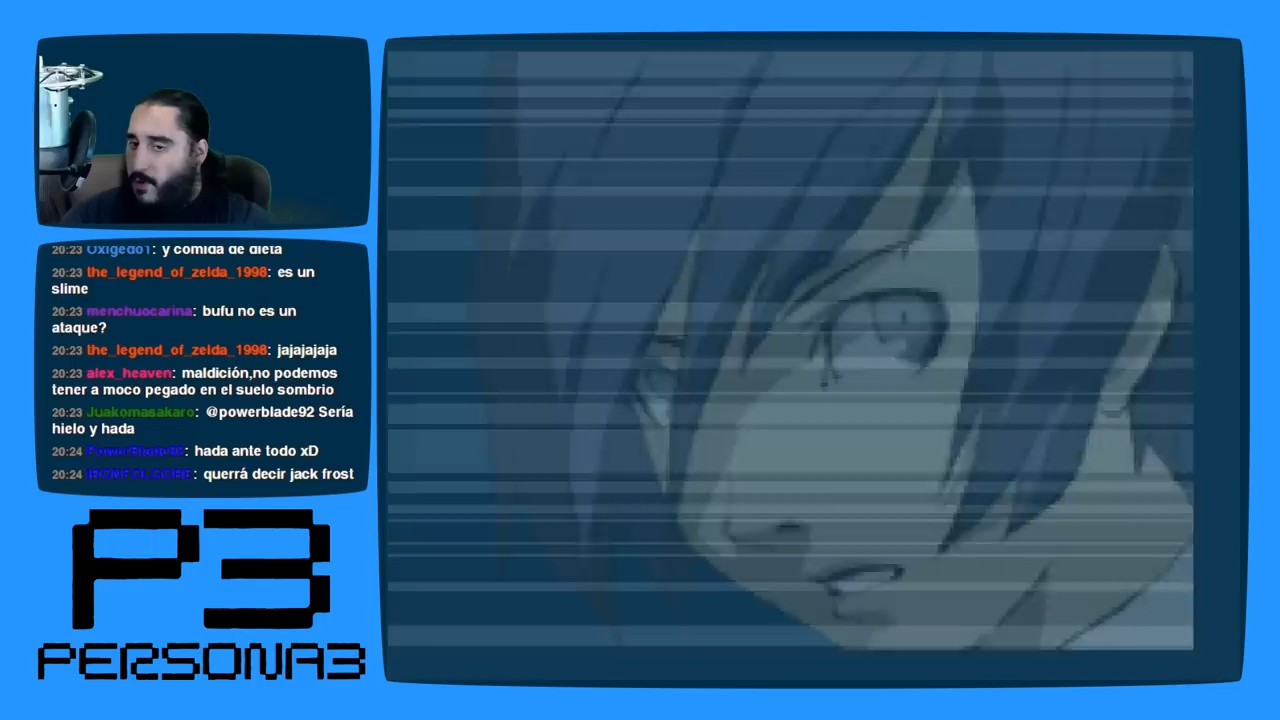 20:23 Oxigedo1: y comida de dieta
20:23 the_legend_of_zelda_1998: es un
slime
20:23 menchuocarina: bufu no es un
ataque?
20:23 the_legend_of_zelda_1998: jajajajaja
20:23 alex_heaven: maldición,no podemos
tener a moco pegado en el suelo sombrio
20:23 Juakomasakaro: @powerblade92 Sería
hielo y hada
20:24 PowerBlade92: hada ante todo xD
20:24 : querrá decir jack frost
P3
PERSONA3